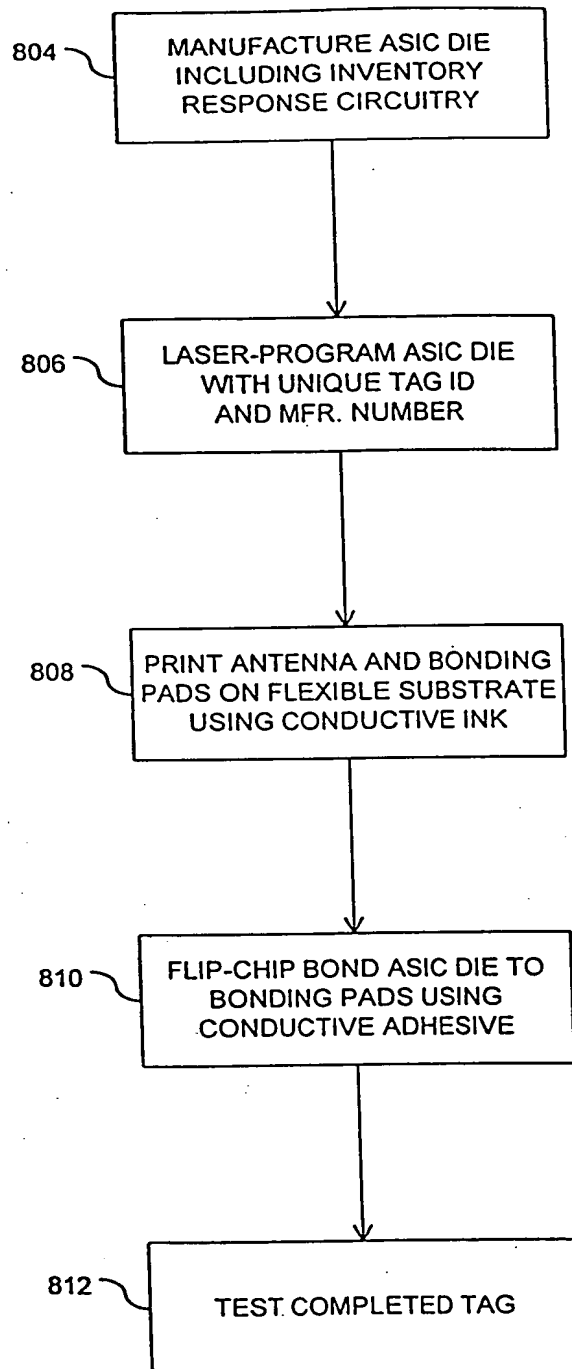 804
MANUFACTURE ASIC DIE
INCLUDING INVENTORY
RESPONSE CIRCUITRY
806
LASER-PROGRAM ASIC DIE
WITH UNIQUE TAG ID
AND MFR. NUMBER
808
PRINT ANTENNA AND BONDING
PADS ON FLEXIBLE SUBSTRATE
USING CONDUCTIVE INK
810
FLIP-CHIP BOND ASIC DIE TO
BONDING PADS USING
CONDUCTIVE ADHESIVE
812
TEST COMPLETED TAG